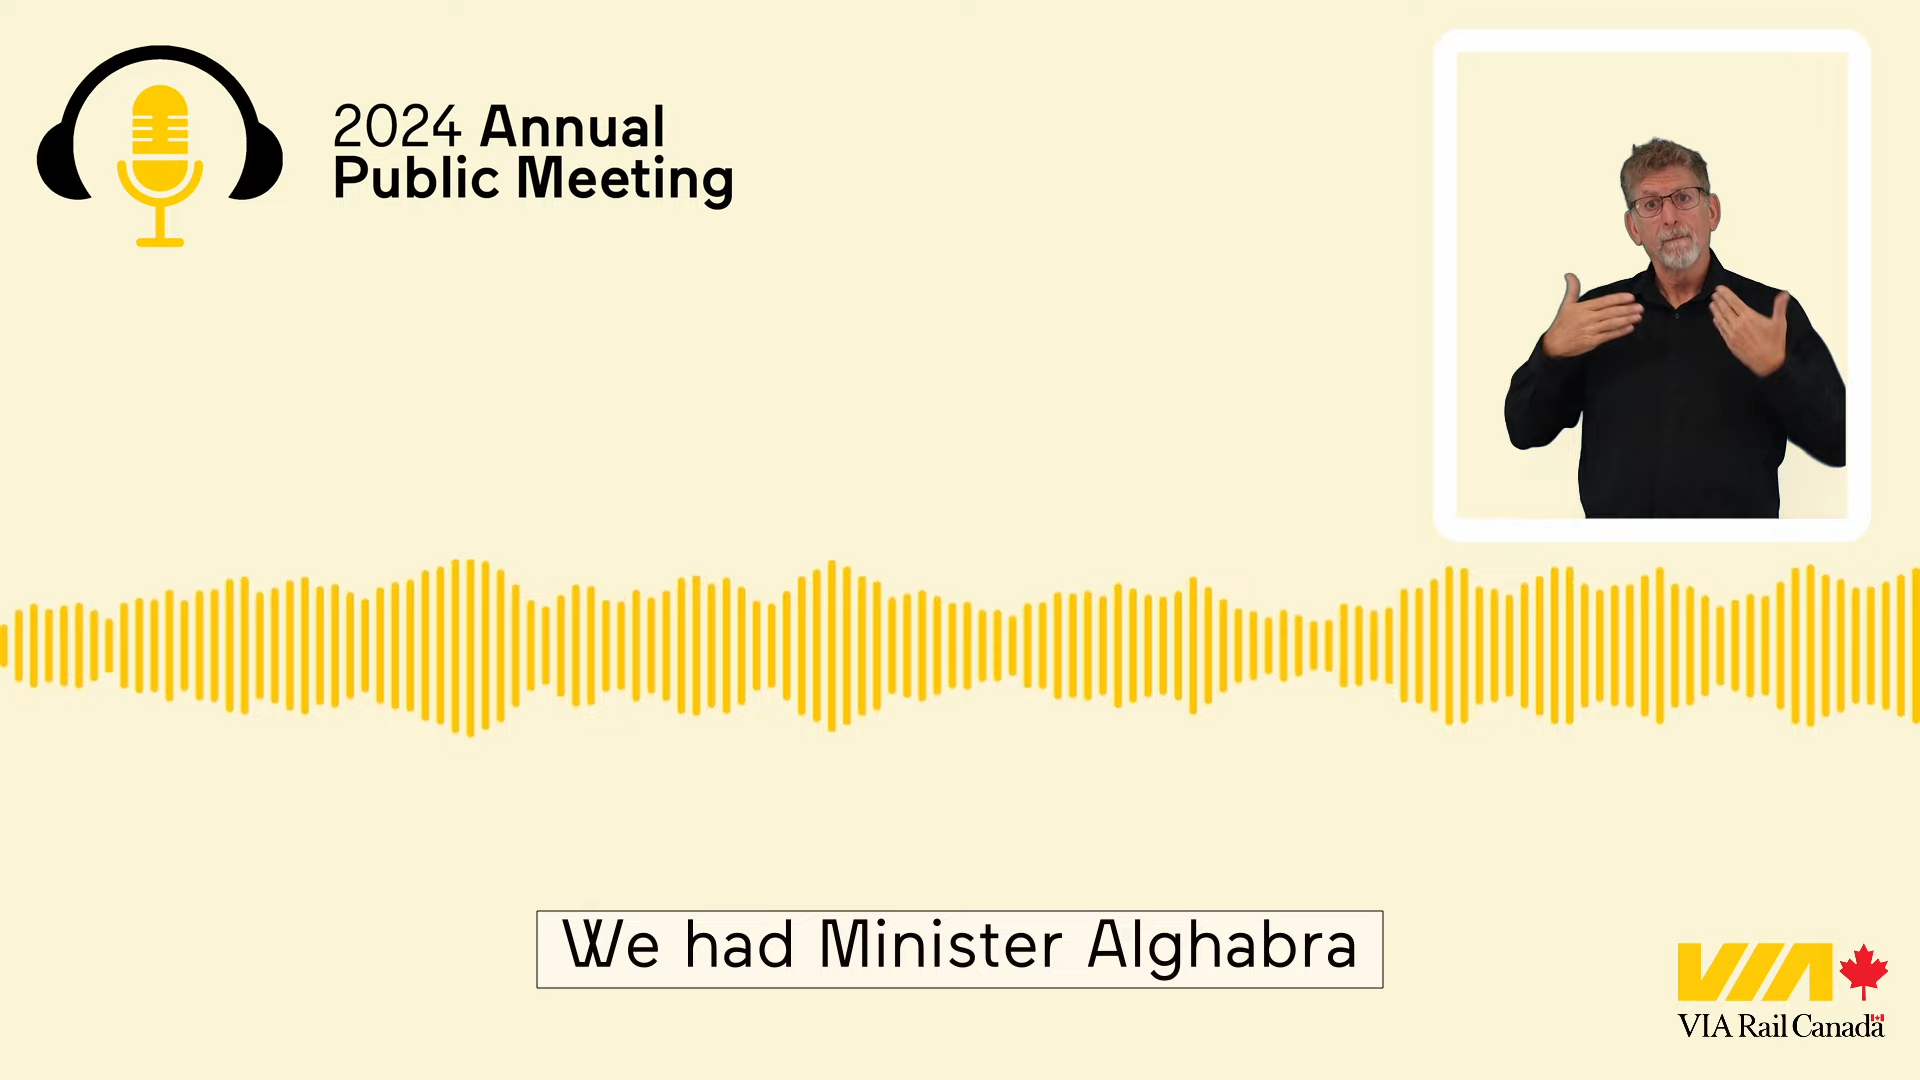 2024 Annual
Public Meeting
We had Minister Alghabra
VIA
VIA Rail Canada